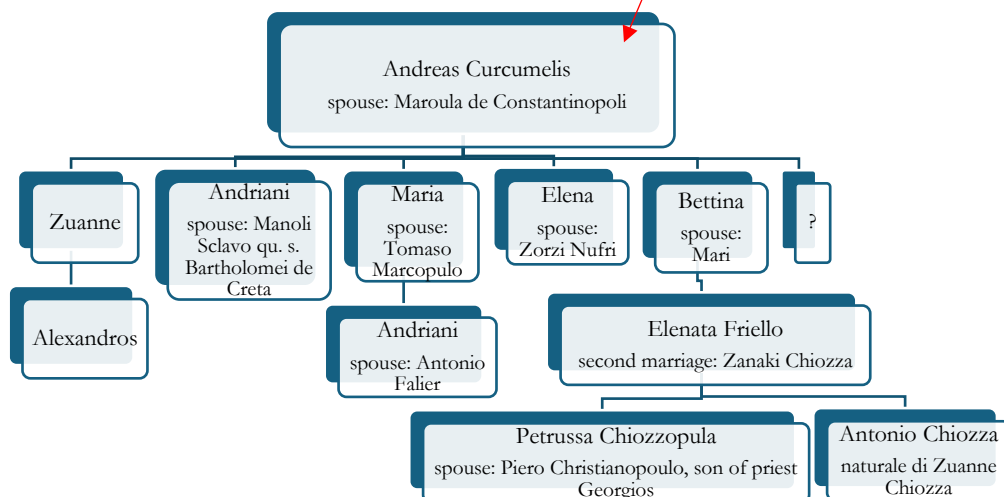 Andreas Curcumelis
spouse: Maroula de Constantinopoli
Zuanne
Andriani
spouse: Manoli
Sclavo qu. s.
Bartholomei de
Creta
Maria
spouse:
Tomaso
Marcopulo
Elena
spouse:
Zorzi Nufri
Bettina
spouse:
Mari
?
Alexandros
Andriani
spouse: Antonio
Falier
Elenata Friello
second marriage: Zanaki Chiozza
Petrussa Chiozzopula
spouse: Piero Christianopoulo, son of priest
Georgios
Antonio Chiozza
naturale di Zuanne
Chiozza